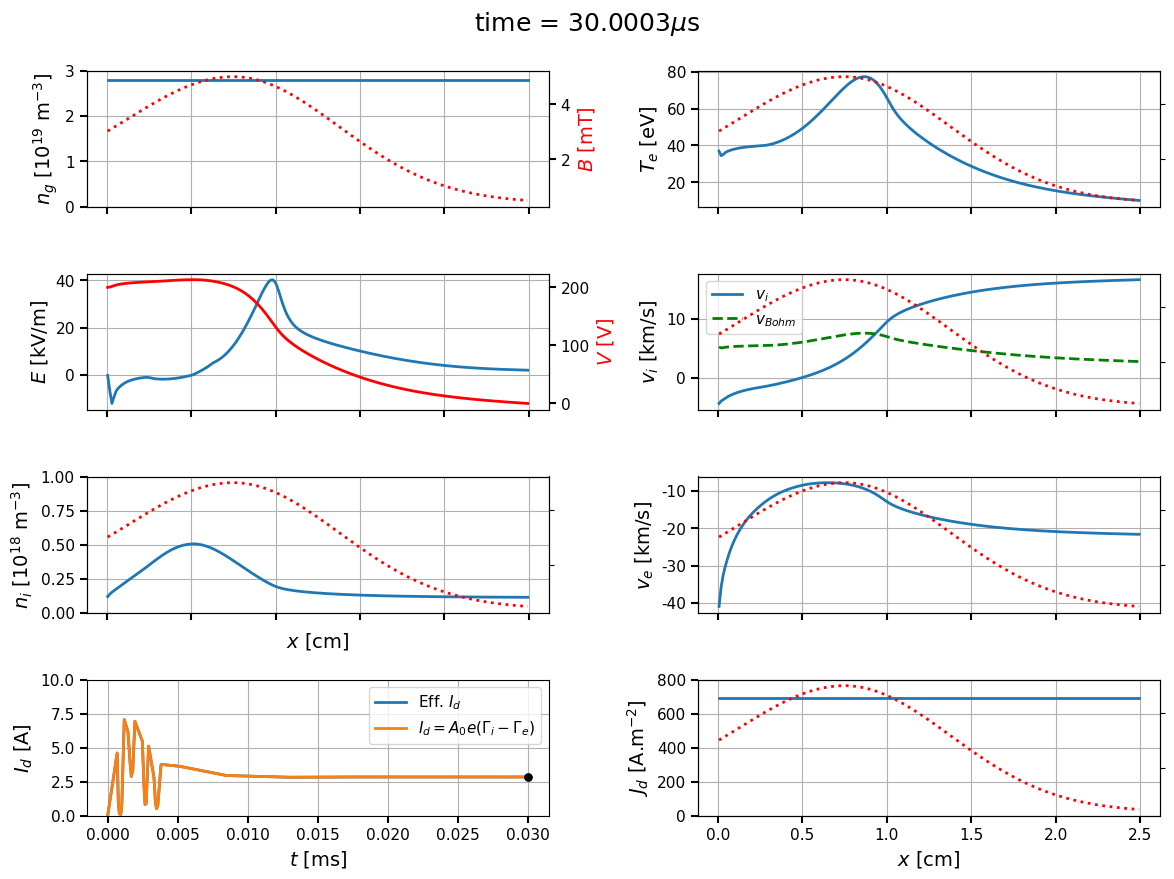 time = 30.0003μs
n_g [10^19 m^−3]
3
2
1
0
4
2
B [mT]
T_e [eV]
80
60
40
20
E [kV/m]
40
20
0
200
100
0
V [V]
v_i [km/s]
10
0
v_i
v_Bohm
n_i [10^18 m^−3]
1.00
0.75
0.50
0.25
0.00
x [cm]
v_e [km/s]
-10
-20
-30
-40
I_d [A]
10.0
7.5
5.0
2.5
0.0
Eff. I_d
I_d = A_0e(Γ_i − Γ_e)
0.000 0.005 0.010 0.015 0.020 0.025 0.030
t [ms]
J_d [A.m^−2]
800
600
400
200
0
0.0 0.5 1.0 1.5 2.0 2.5
x [cm]